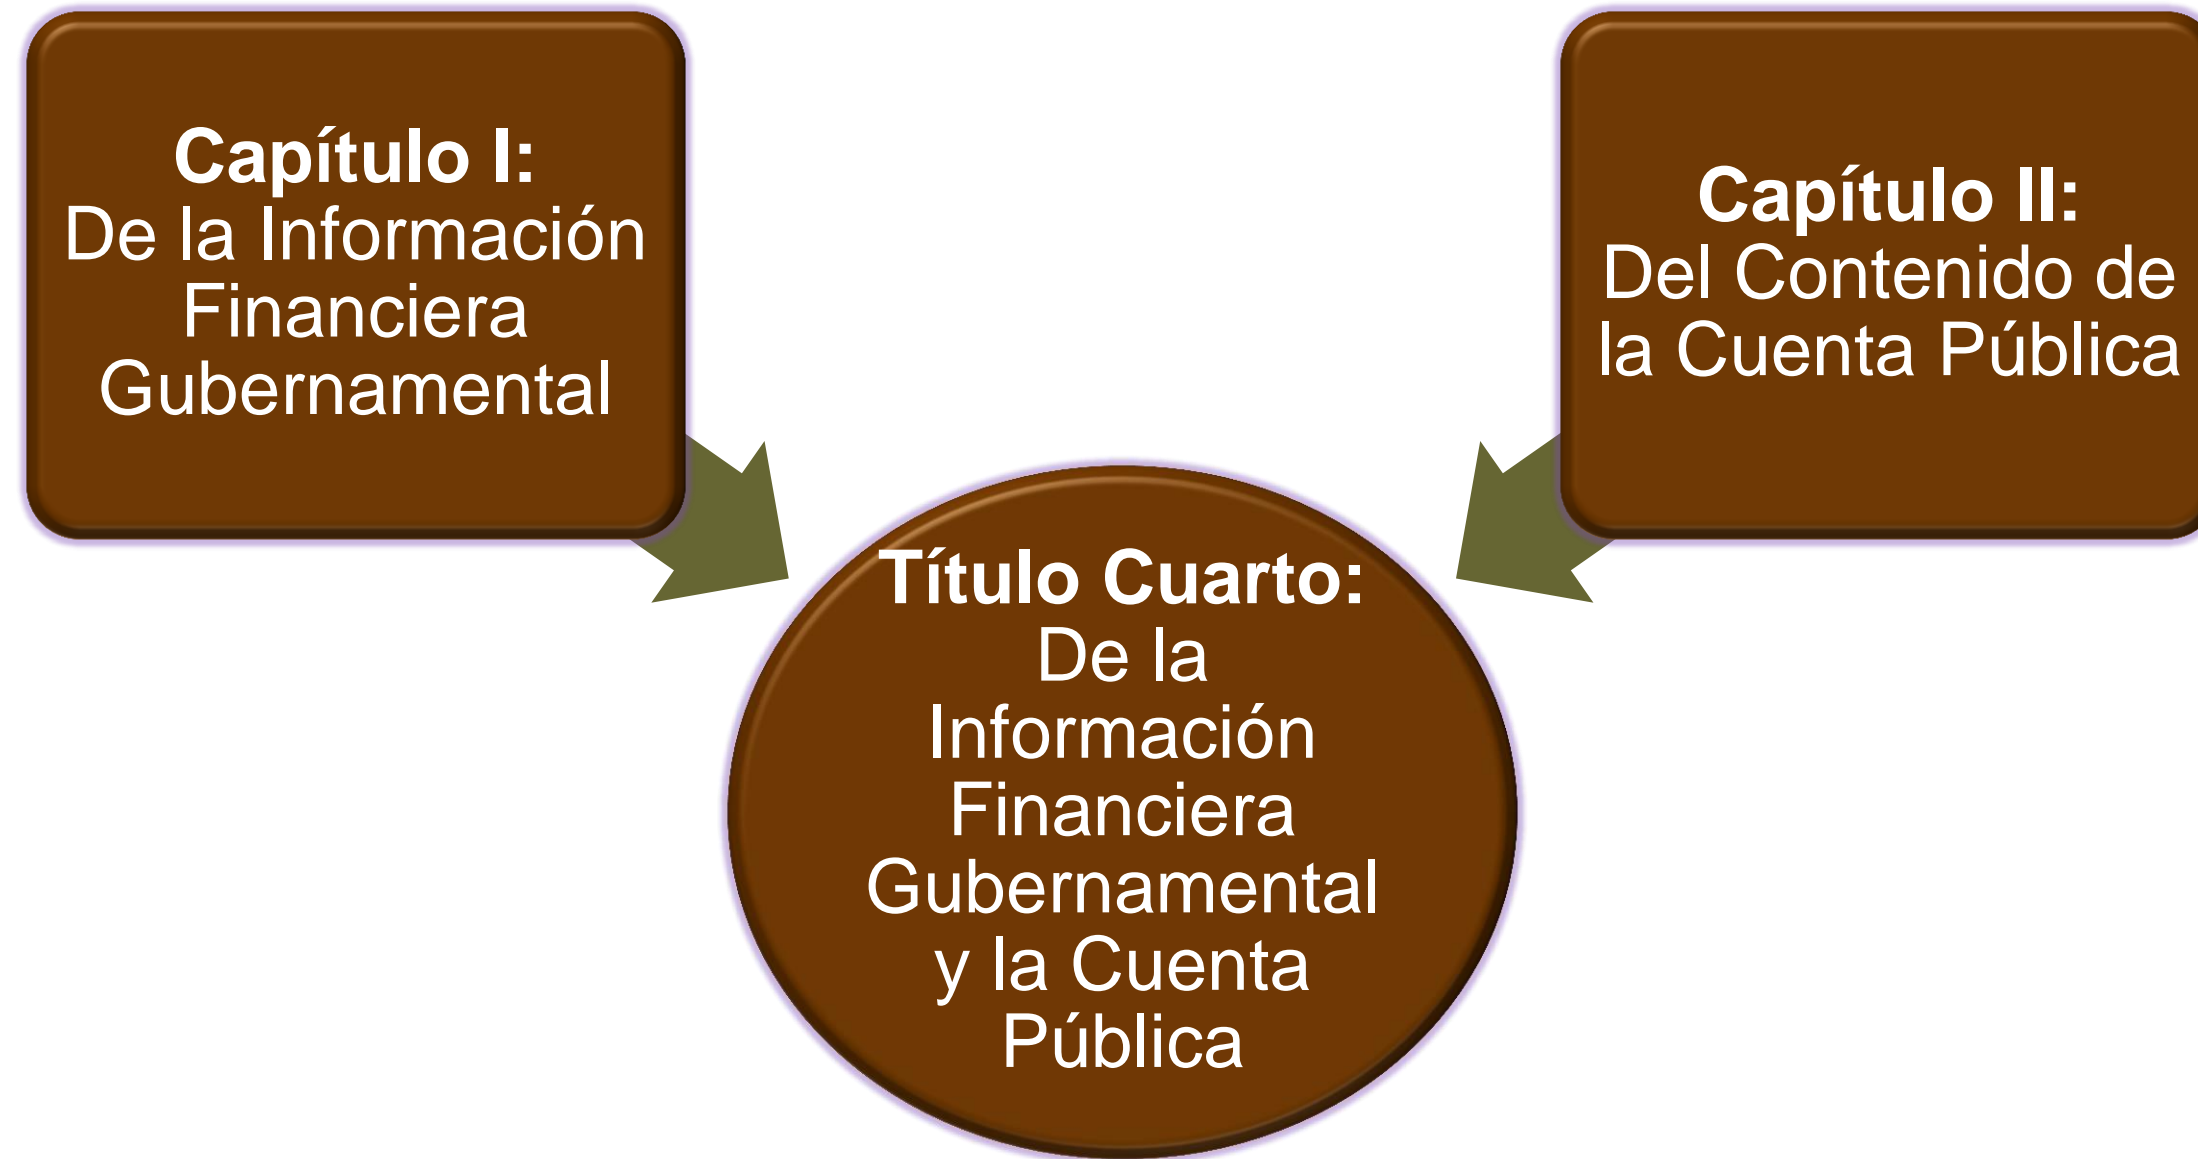 Capítulo I:
De la Información
Financiera
Gubernamental
Capítulo II:
Del Contenido de
la Cuenta Pública
Título Cuarto:
De la
Información
Financiera
Gubernamental
y la Cuenta
Pública